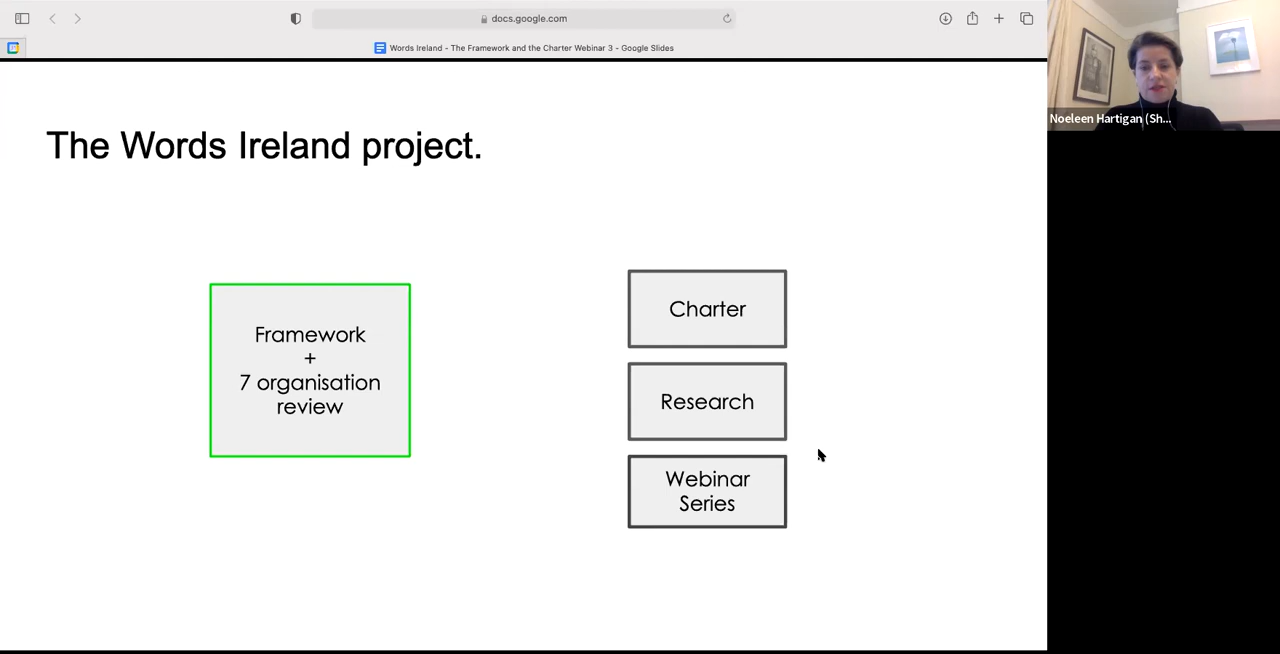 docs.google.com
Words Ireland - The Framework and the Charter Webinar 3 - Google Slides
Noeleen Hartigan (Sh...
The Words Ireland project.
Framework
+
7 organisation
review
Charter
Research
Webinar
Series